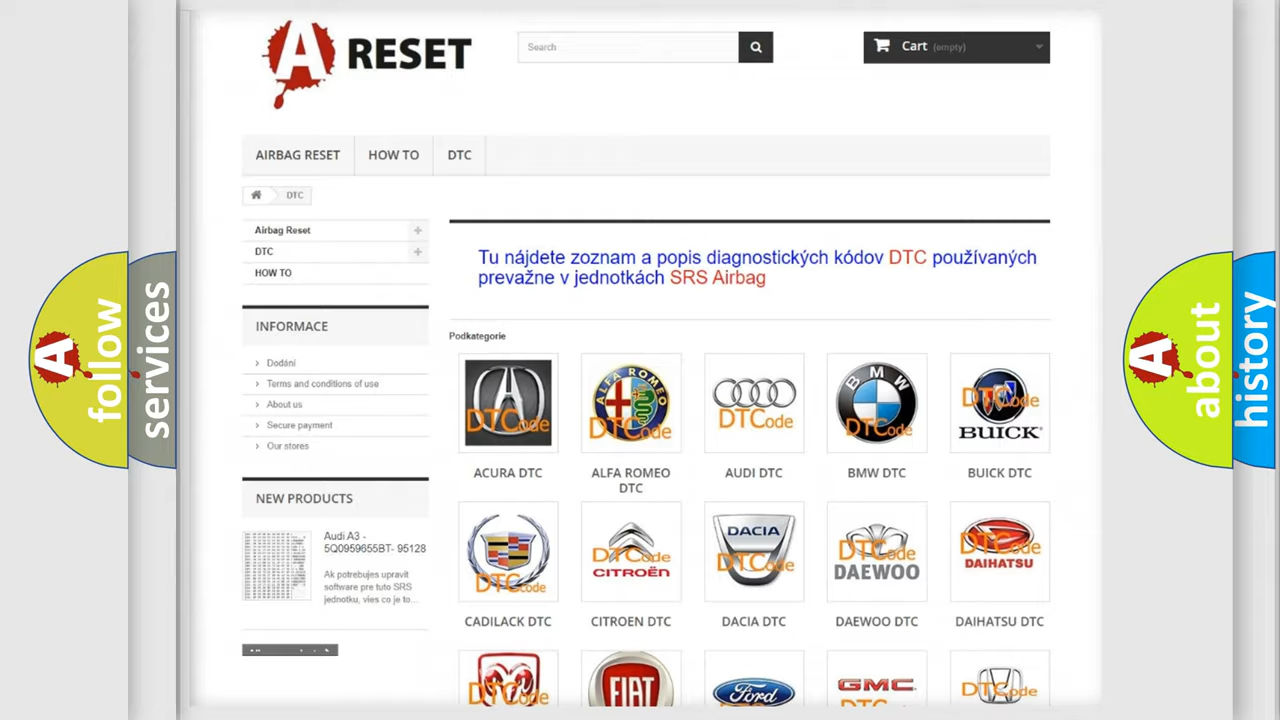 A RESET
Search
Cart (empty)
AIRBAG RESET
HOW TO
DTC
DTC
Airbag Reset
DTC
HOW TO
INFORMACE
Dodání
Terms and conditions of use
About us
Secure payment
Our stores
NEW PRODUCTS
Audi A3 -
5Q0959655BT- 95128
Ak potrebujes upravit
software pre tuto SRS
jednotku, vies co je to...
Tu nájdete zoznam a popis diagnostických kódov DTC používaných
prevažne v jednotkách SRS Airbag
Podkategorie
DTCode
ALFA ROMEO
DTCode
DTCode
BMW
DTCode
DTCode
BUICK
ACURA DTC
ALFA ROMEO
DTC
AUDI DTC
BMW DTC
BUICK DTC
DTCode
DTCode
CITROËN
DACIA
DTCode
DTCode
DAEWOO
DTCode
DAIHATSU
CADILACK DTC
CITROEN DTC
DACIA DTC
DAEWOO DTC
DAIHATSU DTC
DTCode
FIAT
Ford
GMC
DTCode
A follow
services
A about
history